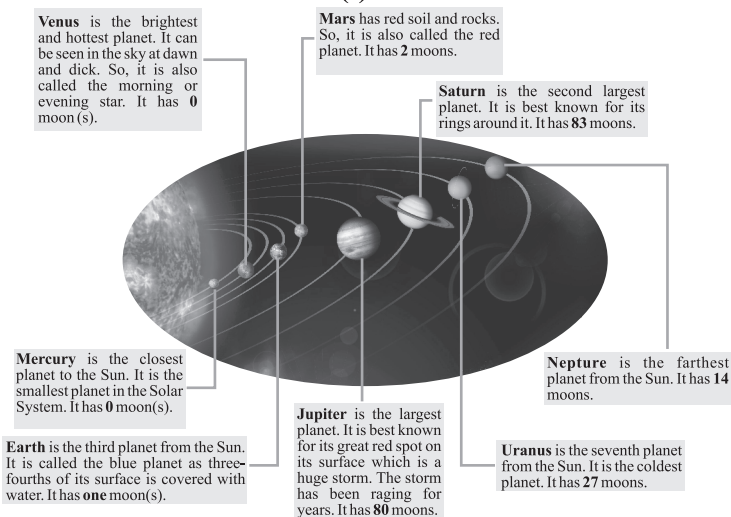 Venus is the brightest
and hottest planet. It can
be seen in the sky at dawn
and dick. So, it is also
called the morning or
evening star. It has 0
moon (s).
Mars has red soil and rocks.
So, it is also called the red
planet. It has 2 moons.
Saturn is the second largest
planet. It is best known for its
rings around it. It has 83 moons.
Mercury is the closest
planet to the Sun. It is the
smallest planet in the Solar
System. It has 0 moon(s).
Earth is the third planet from the Sun.
It is called the blue planet as three-
fourths of its surface is covered with
water. It has one moon(s).
Jupiter is the largest
planet. It is best known
for its great red spot on
its surface which is a
huge storm. The storm
has been raging for
years. It has 80 moons.
Nepture is the farthest
planet from the Sun. It has 14
moons.
Uranus is the seventh planet
from the Sun. It is the coldest
planet. It has 27 moons.